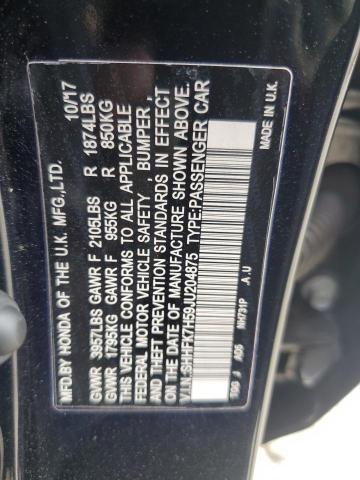 MFD.BY HONDA OF THE U.K. MFG.,LTD. 10/17
GVWR 3957LBS GAWR F 2105LBS R 1874LBS
GVWR 1795KG GAWR F 955KG R 850KG
THIS VEHICLE CONFORMS TO ALL APPLICABLE
FEDERAL MOTOR VEHICLE SAFETY , BUMPER ,
AND THEFT PREVENTION STANDARDS IN EFFECT
ON THE DATE OF MANUFACTURE SHOWN ABOVE.
V.I.N.:SHHFK7H59JU204875 TYPE:PASSENGER CAR
A05 NH731P A U
MADE IN U.K.